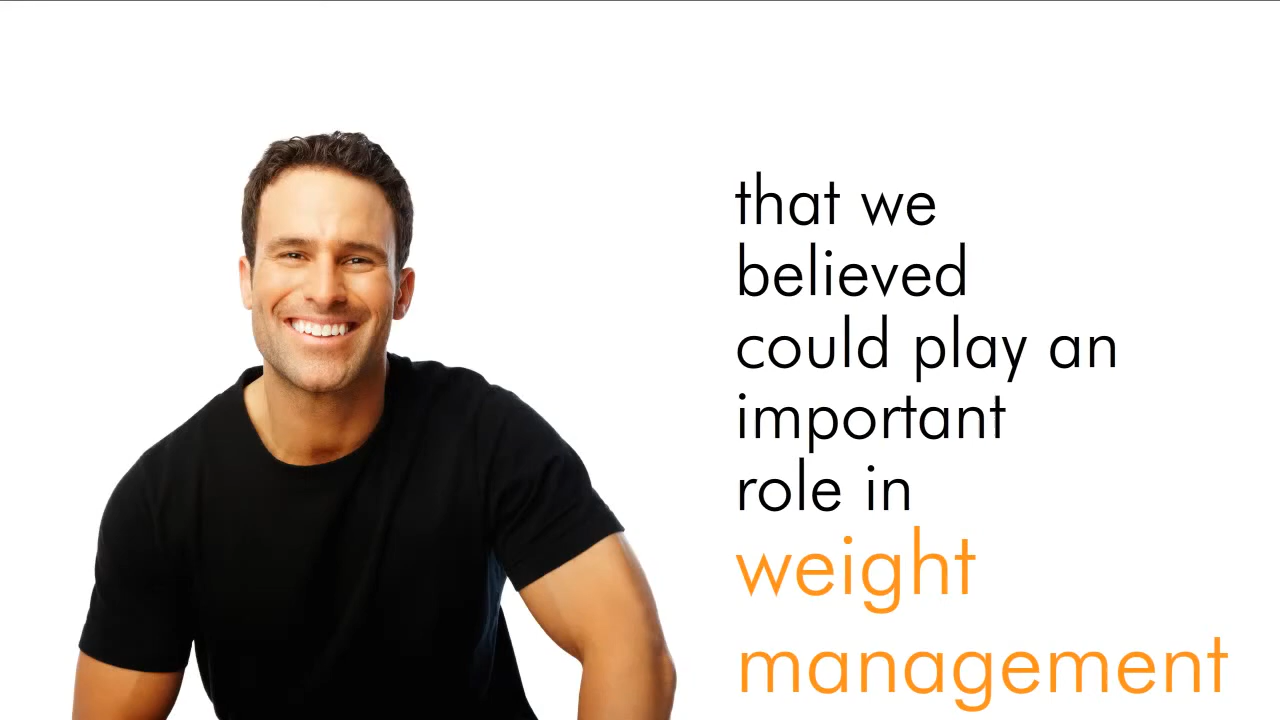 that we
believed
could play an
important
role in
weight
management